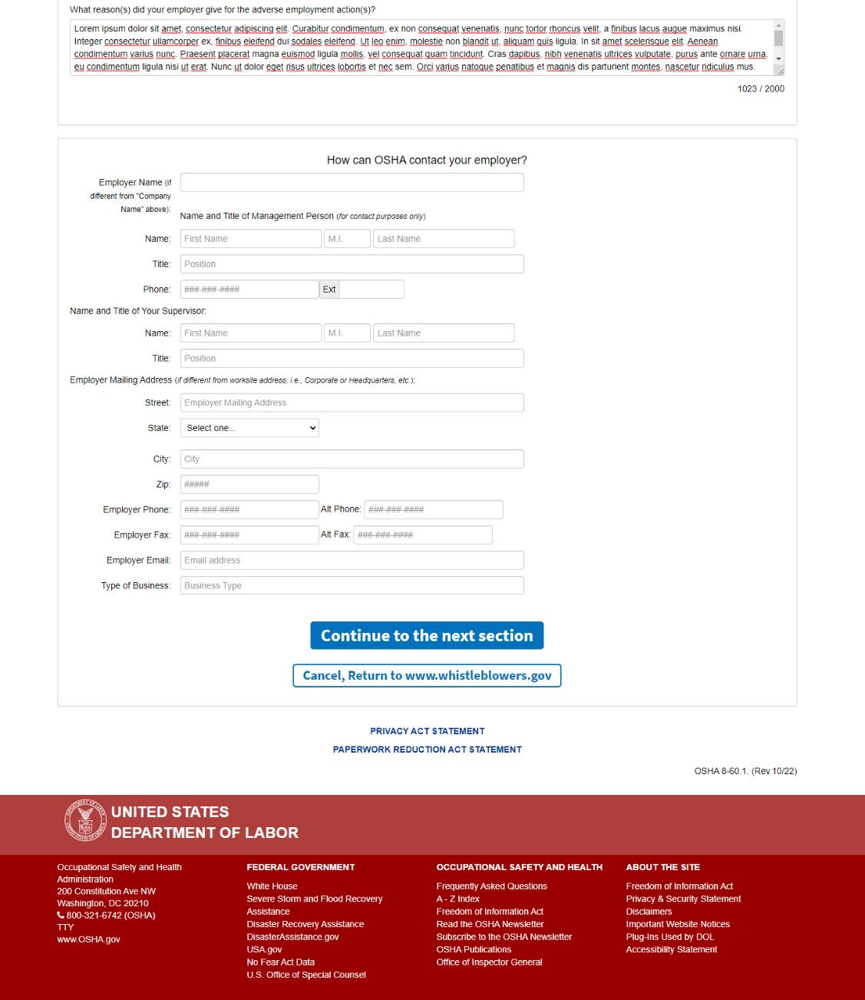 What reason(s) did your employer give for the adverse employment action(s)?
Lorem ipsum dolor sit amet, consectetur adipiscing elit. Curabitur condimentum, ex non consequat venenatis, nunc tortor rhoncus velit, a finibus lacus augue maximus nisi.
Integer consectetur ullamcorper ex, finibus eleifend dui sodales eleifend. Ut leo enim, molestie non blandit ut, aliquam quis ligula. In sit amet scelerisque elit. Aenean
condimentum varius nunc. Praesent placerat magna euismod ligula mollis, vel consequat quam tincidunt. Cras dapibus, nibh venenatis ultrices vulputate, purus ante ornare urna,
eu condimentum ligula nisi ut erat. Nunc ut dolor eget risus ultrices lobortis et nec sem. Orci varius natoque penatibus et magnis dis parturient montes, nascetur ridiculus mus.
1023 / 2000
How can OSHA contact your employer?
Employer Name (if
different from "Company
Name" above):
Name and Title of Management Person (for contact purposes only)
Name: First Name M.I. Last Name
Title: Position
Phone: ###-###-#### Ext
Name and Title of Your Supervisor:
Name: First Name M.I. Last Name
Title: Position
Employer Mailing Address (if different from worksite address, i.e., Corporate or Headquarters, etc.):
Street: Employer Mailing Address
State: Select one...
City: City
Zip: #####
Employer Phone: ###-###-#### Alt Phone: ###-###-####
Employer Fax: ###-###-#### Alt Fax: ###-###-####
Employer Email: Email address
Type of Business: Business Type
Continue to the next section
Cancel, Return to www.whistleblowers.gov
PRIVACY ACT STATEMENT
PAPERWORK REDUCTION ACT STATEMENT
OSHA 8-60.1. (Rev.10/22)
UNITED STATES
DEPARTMENT OF LABOR
Occupational Safety and Health
Administration
200 Constitution Ave NW
Washington, DC 20210
800-321-6742 (OSHA)
TTY
www.OSHA.gov
FEDERAL GOVERNMENT
White House
Severe Storm and Flood Recovery
Assistance
Disaster Recovery Assistance
DisasterAssistance.gov
USA.gov
No Fear Act Data
U.S. Office of Special Counsel
OCCUPATIONAL SAFETY AND HEALTH
Frequently Asked Questions
A - Z Index
Freedom of Information Act
Read the OSHA Newsletter
Subscribe to the OSHA Newsletter
OSHA Publications
Office of Inspector General
ABOUT THE SITE
Freedom of Information Act
Privacy & Security Statement
Disclaimers
Important Website Notices
Plug-Ins Used by DOL
Accessibility Statement